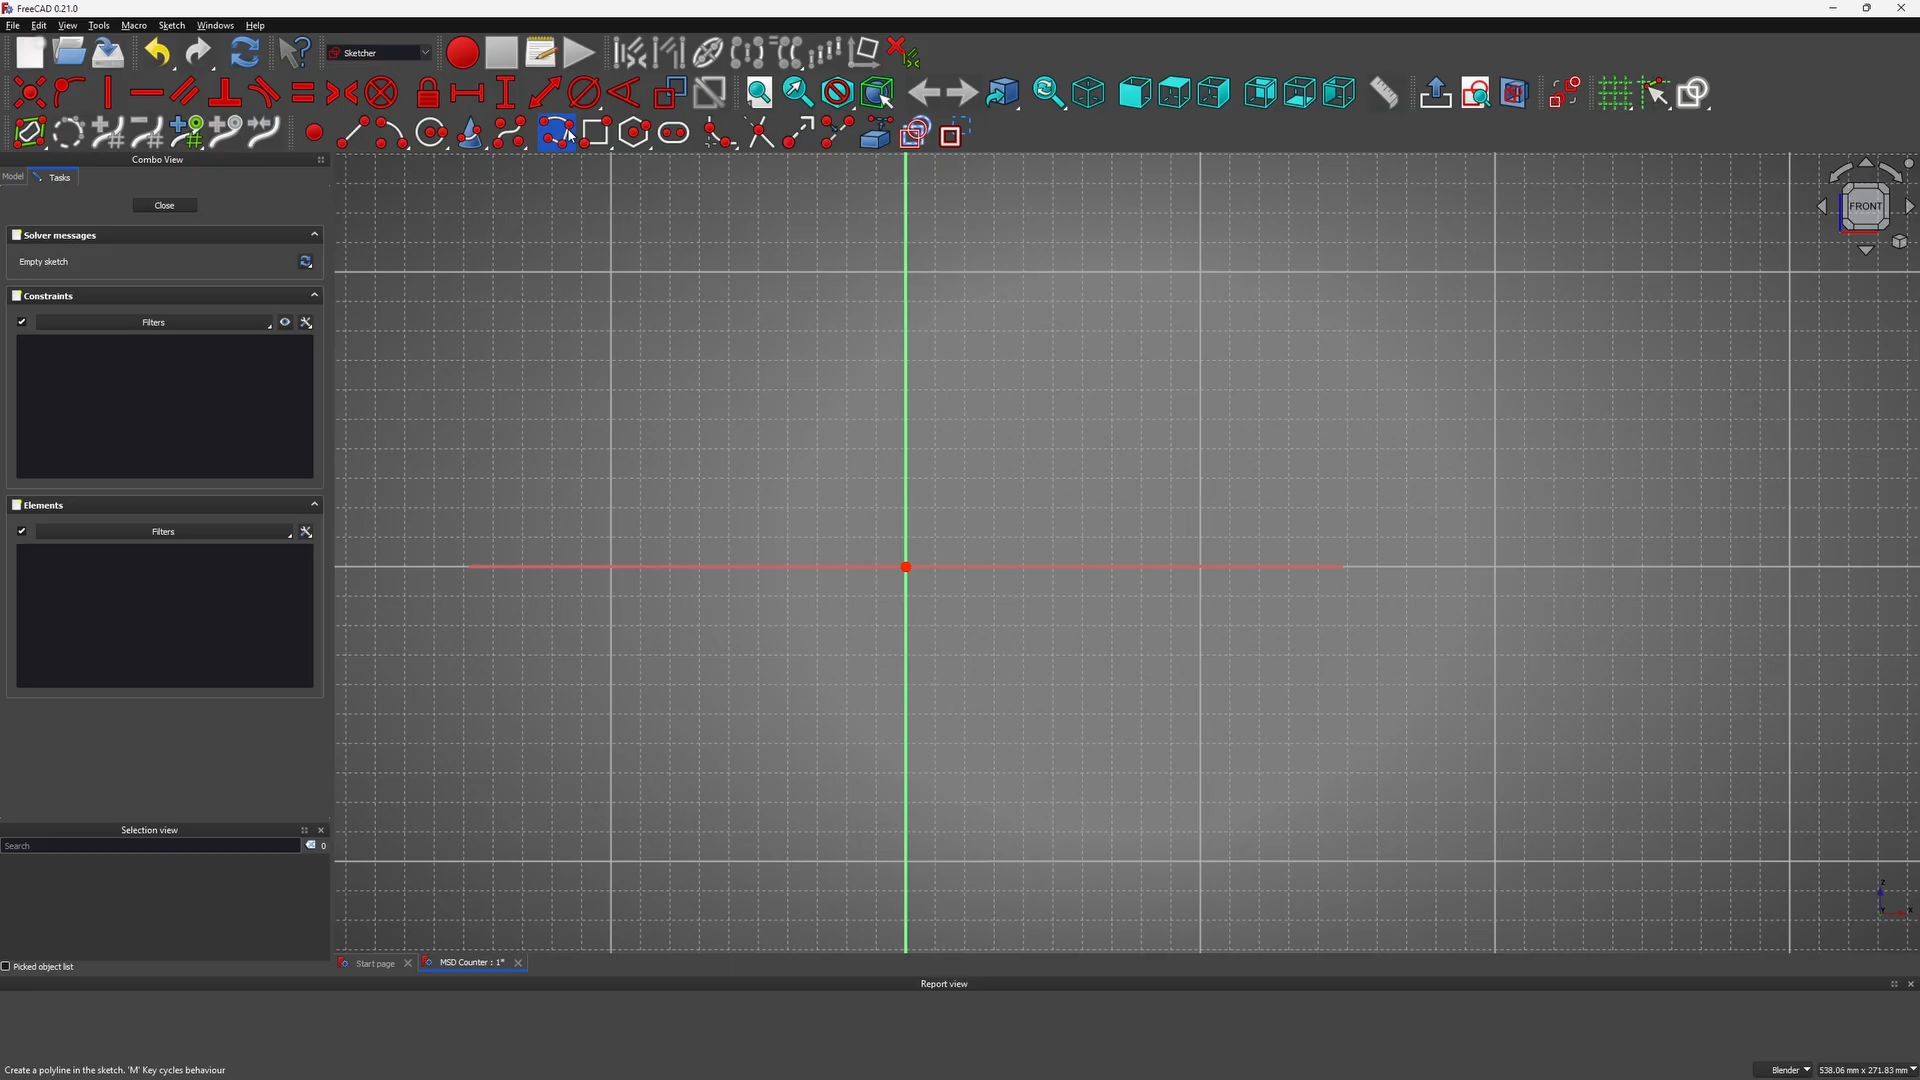 FreeCAD 0.21.0
File Edit View Tools Macro Sketch Windows Help
Sketcher
Combo View
Model Tasks
Close
Solver messages
Empty sketch
Constraints
Filters
Elements
Filters
Selection view
Search 0
Picked object list
FRONT
Z
Y X
Start page MSD Counter : 1*
Report view
Create a polyline in the sketch. 'M' Key cycles behaviour
Blender 538.06 mm x 271.83 mm